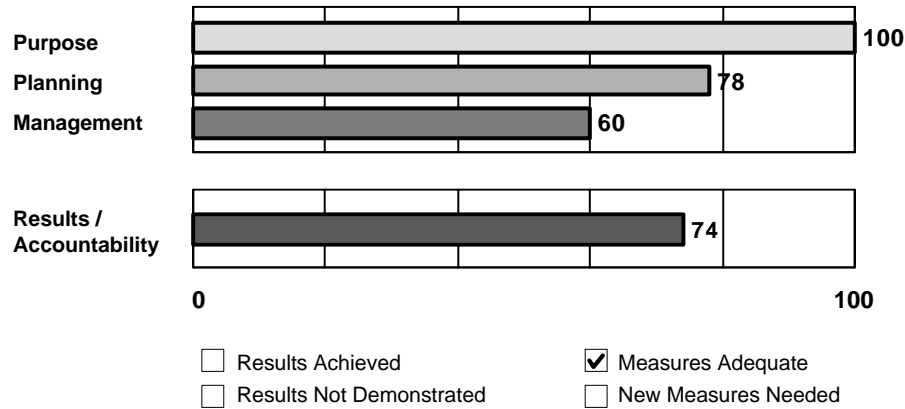 Purpose 100
Planning 78
Management 60
Results /
Accountability 74
0 100
Results Achieved ✔ Measures Adequate
Results Not Demonstrated New Measures Needed